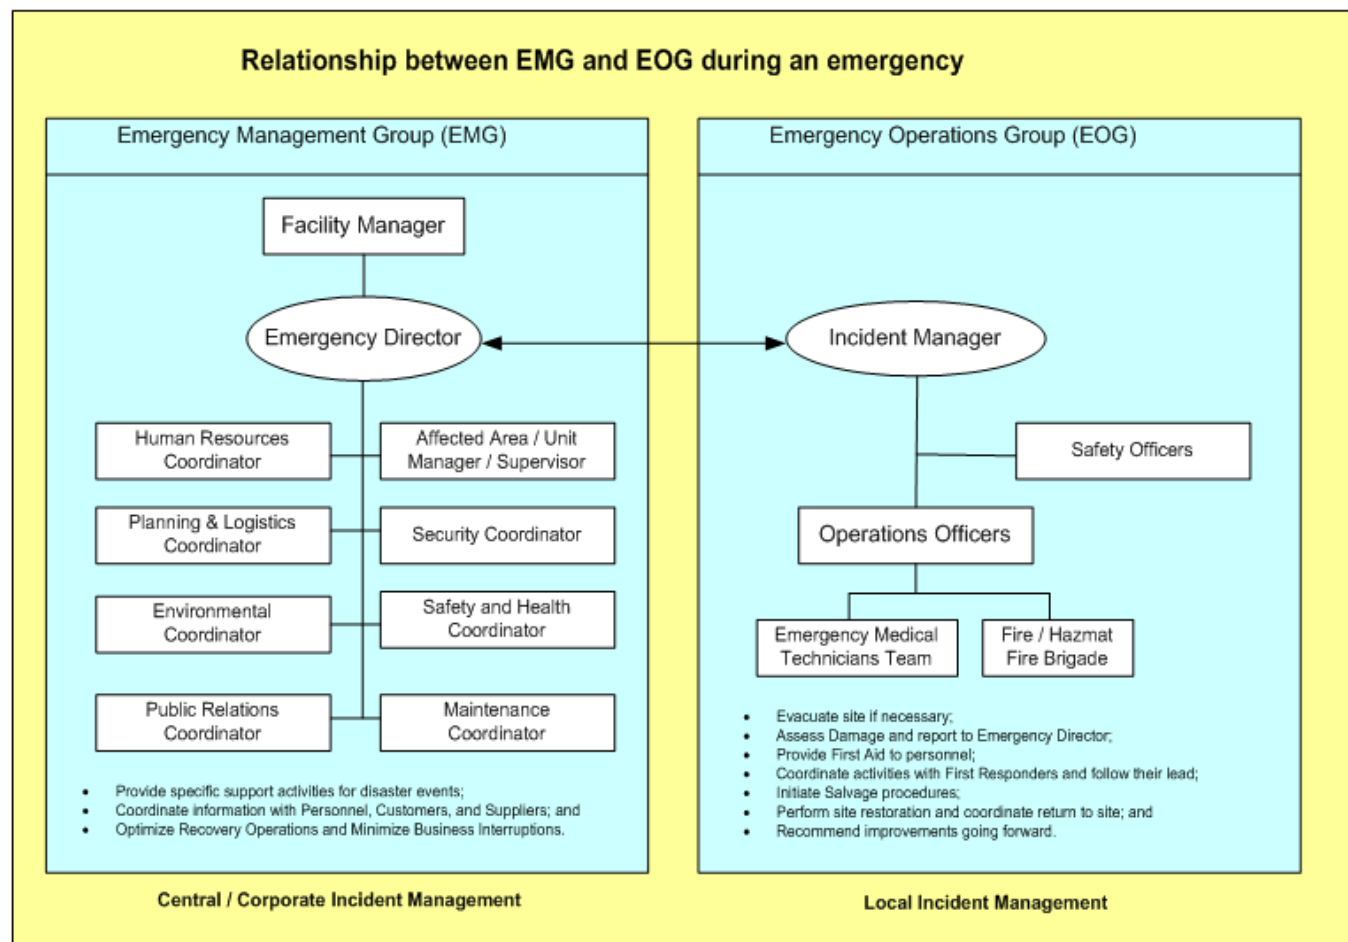 Relationship between EMG and EOG during an emergency
Emergency Management Group (EMG)
Facility Manager
Emergency Director
Human Resources
Coordinator
Affected Area / Unit
Manager / Supervisor
Planning & Logistics
Coordinator
Security Coordinator
Environmental
Coordinator
Safety and Health
Coordinator
Public Relations
Coordinator
Maintenance
Coordinator
• Provide specific support activities for disaster events;
• Coordinate information with Personnel, Customers, and Suppliers; and
• Optimize Recovery Operations and Minimize Business Interruptions.
Central / Corporate Incident Management
Emergency Operations Group (EOG)
Incident Manager
Safety Officers
Operations Officers
Emergency Medical
Technicians Team
Fire / Hazmat
Fire Brigade
• Evacuate site if necessary;
• Assess Damage and report to Emergency Director;
• Provide First Aid to personnel;
• Coordinate activities with First Responders and follow their lead;
• Initiate Salvage procedures;
• Perform site restoration and coordinate return to site; and
• Recommend improvements going forward.
Local Incident Management